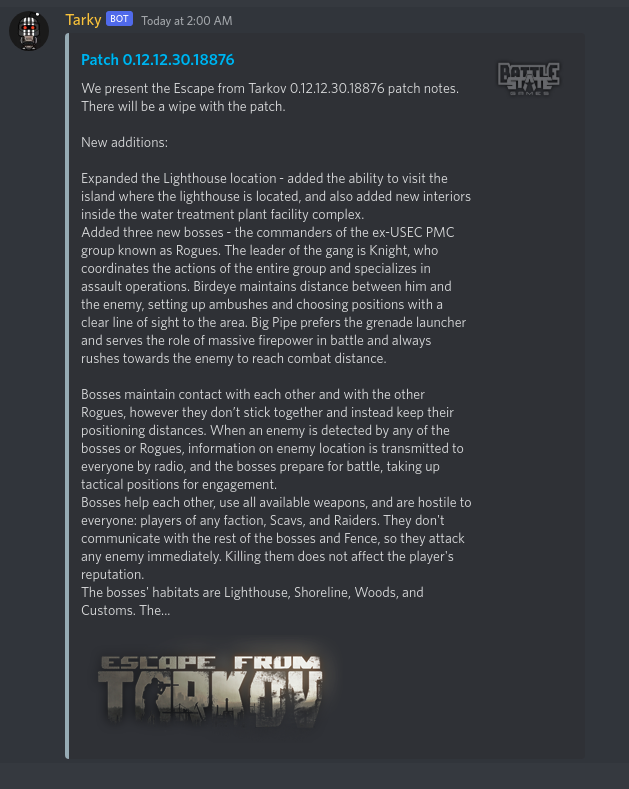 Tarky BOT Today at 2:00 AM
Patch 0.12.12.30.18876
BATTLE
STATE
GAMES
We present the Escape from Tarkov 0.12.12.30.18876 patch notes.
There will be a wipe with the patch.
New additions:
Expanded the Lighthouse location - added the ability to visit the
island where the lighthouse is located, and also added new interiors
inside the water treatment plant facility complex.
Added three new bosses - the commanders of the ex-USEC PMC
group known as Rogues. The leader of the gang is Knight, who
coordinates the actions of the entire group and specializes in
assault operations. Birdeye maintains distance between him and
the enemy, setting up ambushes and choosing positions with a
clear line of sight to the area. Big Pipe prefers the grenade launcher
and serves the role of massive firepower in battle and always
rushes towards the enemy to reach combat distance.
Bosses maintain contact with each other and with the other
Rogues, however they don’t stick together and instead keep their
positioning distances. When an enemy is detected by any of the
bosses or Rogues, information on enemy location is transmitted to
everyone by radio, and the bosses prepare for battle, taking up
tactical positions for engagement.
Bosses help each other, use all available weapons, and are hostile to
everyone: players of any faction, Scavs, and Raiders. They don't
communicate with the rest of the bosses and Fence, so they attack
any enemy immediately. Killing them does not affect the player's
reputation.
The bosses' habitats are Lighthouse, Shoreline, Woods, and
Customs. The...
ESCAPE FROM
TARKOV